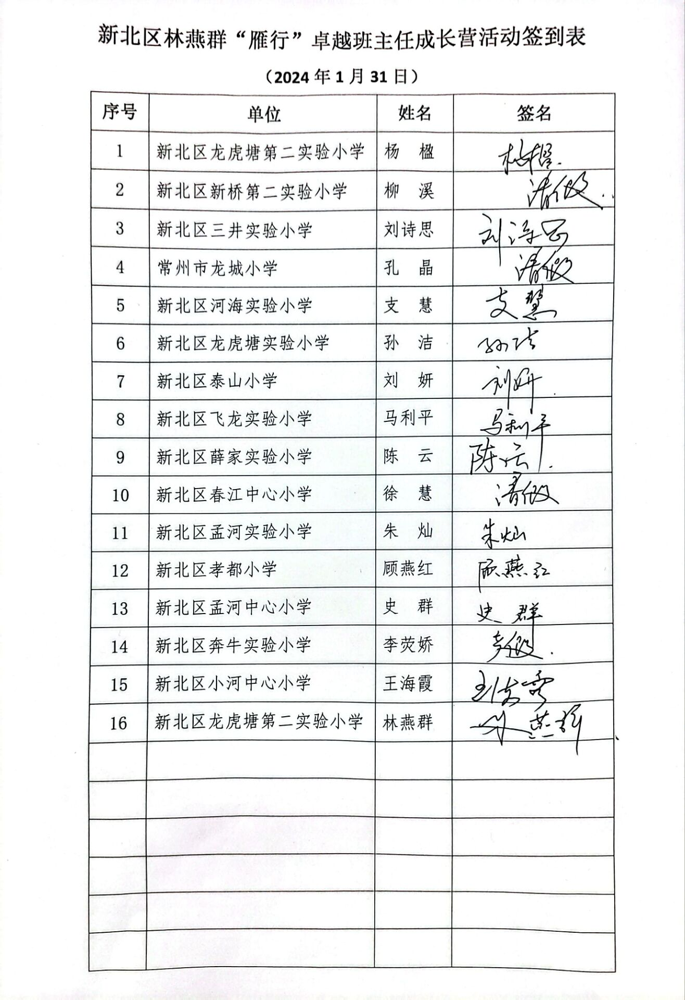 新北区林燕群“雁行”卓越班主任成长营活动签到表
（2024 年 1 月 31 日）
序号 单位 姓名 签名
1 新北区龙虎塘第二实验小学 杨 楹 杨楹.
2 新北区新桥第二实验小学 柳 溪 请假.
3 新北区三井实验小学 刘诗思 刘诗思
4 常州市龙城小学 孔 晶 请假
5 新北区河海实验小学 支 慧 支慧
6 新北区龙虎塘实验小学 孙 洁 孙洁
7 新北区泰山小学 刘 妍 刘妍.
8 新北区飞龙实验小学 马利平 马利平
9 新北区薛家实验小学 陈 云 陈云.
10 新北区春江中心小学 徐 慧 请假
11 新北区孟河实验小学 朱 灿 朱灿
12 新北区孝都小学 顾燕红 顾燕红
13 新北区孟河中心小学 史 群 史群
14 新北区奔牛实验小学 李荧娇 产假.
15 新北区小河中心小学 王海霞 王海霞
16 新北区龙虎塘第二实验小学 林燕群 林燕群